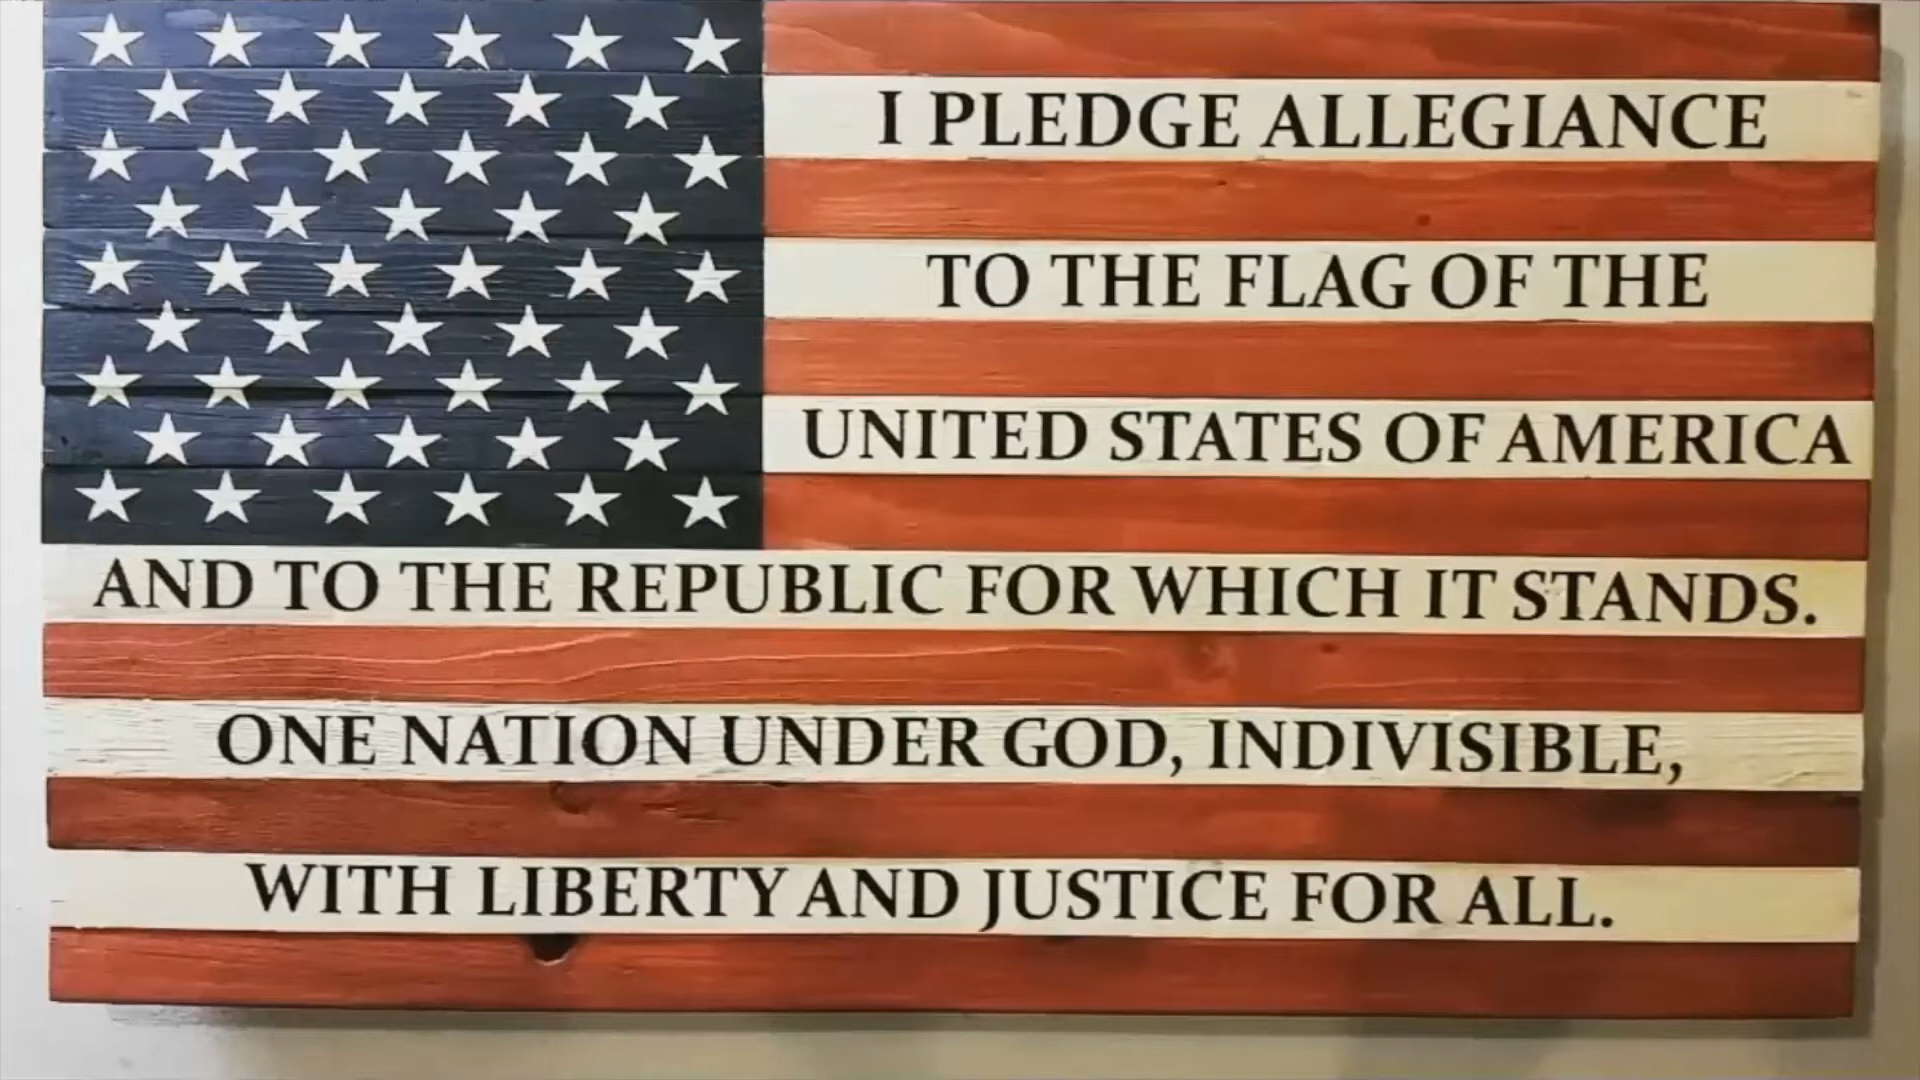 I PLEDGE ALLEGIANCE
TO THE FLAG OF THE
UNITED STATES OF AMERICA
AND TO THE REPUBLIC FOR WHICH IT STANDS.
ONE NATION UNDER GOD, INDIVISIBLE,
WITH LIBERTY AND JUSTICE FOR ALL.